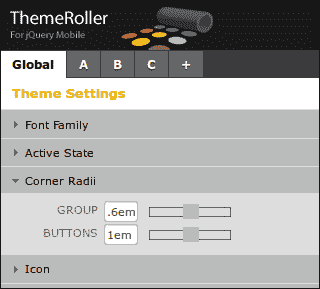 ThemeRoller
For jQuery Mobile
Global A B C +
Theme Settings
Font Family
Active State
Corner Radii
GROUP .6em
BUTTONS 1em
Icon